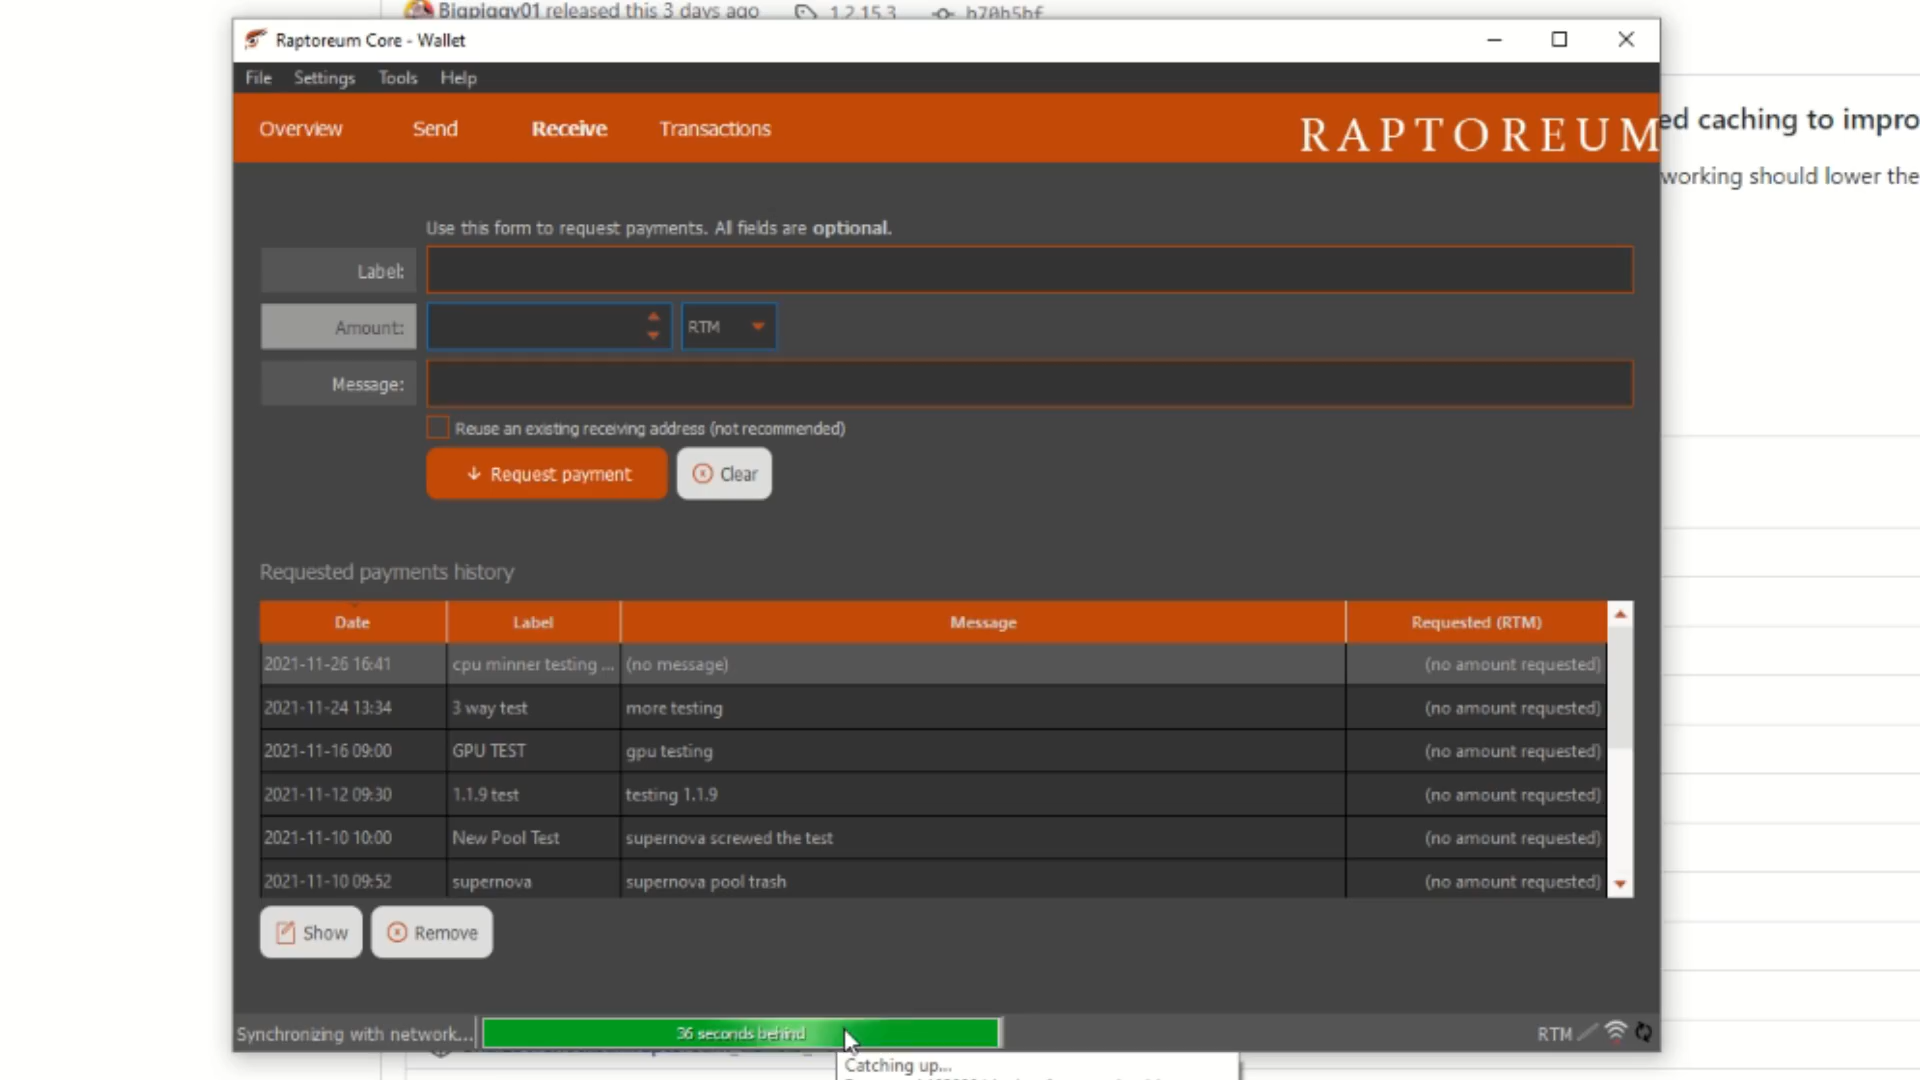 Bigpiggy01 released this 3 days ago 1.2.15.3 b70b5bf
Raptoreum Core - Wallet
File Settings Tools Help
Overview Send Receive Transactions RAPTOREUM
ed caching to impro
working should lower the
Use this form to request payments. All fields are optional.
Label:
Amount: RTM
Message:
Reuse an existing receiving address (not recommended)
Request payment Clear
Requested payments history
Date Label Message Requested (RTM)
2021-11-26 16:41 cpu minner testing ... (no message) (no amount requested)
2021-11-24 13:34 3 way test more testing (no amount requested)
2021-11-16 09:00 GPU TEST gpu testing (no amount requested)
2021-11-12 09:30 1.1.9 test testing 1.1.9 (no amount requested)
2021-11-10 10:00 New Pool Test supernova screwed the test (no amount requested)
2021-11-10 09:52 supernova supernova pool trash (no amount requested)
Show Remove
Synchronizing with network... 36 seconds behind RTM
Catching up...